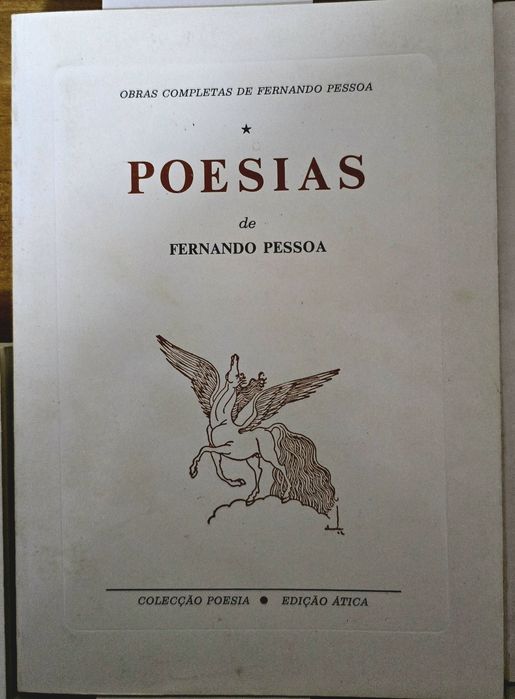 OBRAS COMPLETAS DE FERNANDO PESSOA
★
POESIAS
de
FERNANDO PESSOA
COLECÇÃO POESIA ● EDIÇÃO ÁTICA